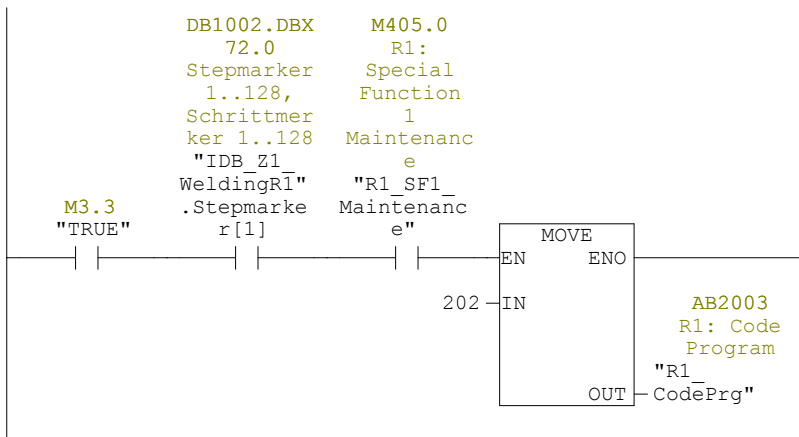 DB1002.DBX
72.0
Stepmarker
1..128,
Schrittmer
ker 1..128
"IDB_Z1_
WeldingR1"
.Stepmarke
r[1]
M405.0
R1:
Special
Function
1
Maintenanc
e
"R1_SF1_
Maintenanc
e"
M3.3
"TRUE"
MOVE
EN ENO
202 IN
AB2003
R1: Code
Program
"R1_
OUT CodePrg"